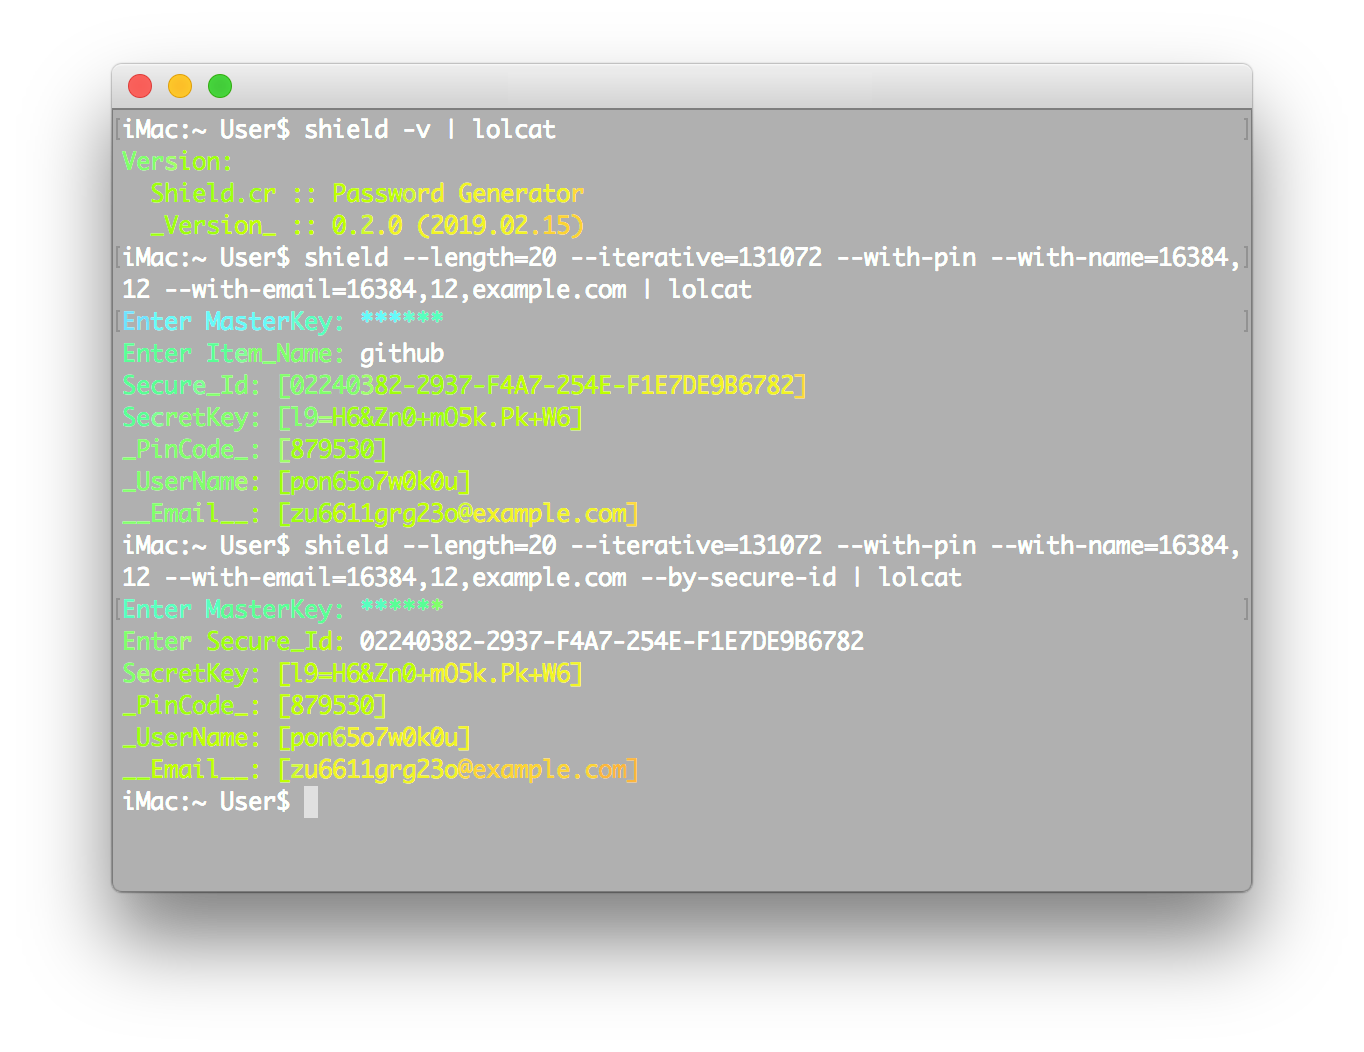 iMac:~ User$ shield -v | lolcat
Version:
  Shield.cr :: Password Generator
  _Version_ :: 0.2.0 (2019.02.15)
iMac:~ User$ shield --length=20 --iterative=131072 --with-pin --with-name=16384,
12 --with-email=16384,12,example.com | lolcat
Enter MasterKey: ******
Enter Item_Name: github
Secure_Id: [02240382-2937-F4A7-254E-F1E7DE9B6782]
SecretKey: [l9=H6&Zn0+mO5k.Pk+W6]
_PinCode_: [879530]
_UserName: [pon65o7w0k0u]
__Email__: [zu6611grg23o@example.com]
iMac:~ User$ shield --length=20 --iterative=131072 --with-pin --with-name=16384,
12 --with-email=16384,12,example.com --by-secure-id | lolcat
Enter MasterKey: ******
Enter Secure_Id: 02240382-2937-F4A7-254E-F1E7DE9B6782
SecretKey: [l9=H6&Zn0+mO5k.Pk+W6]
_PinCode_: [879530]
_UserName: [pon65o7w0k0u]
__Email__: [zu6611grg23o@example.com]
iMac:~ User$